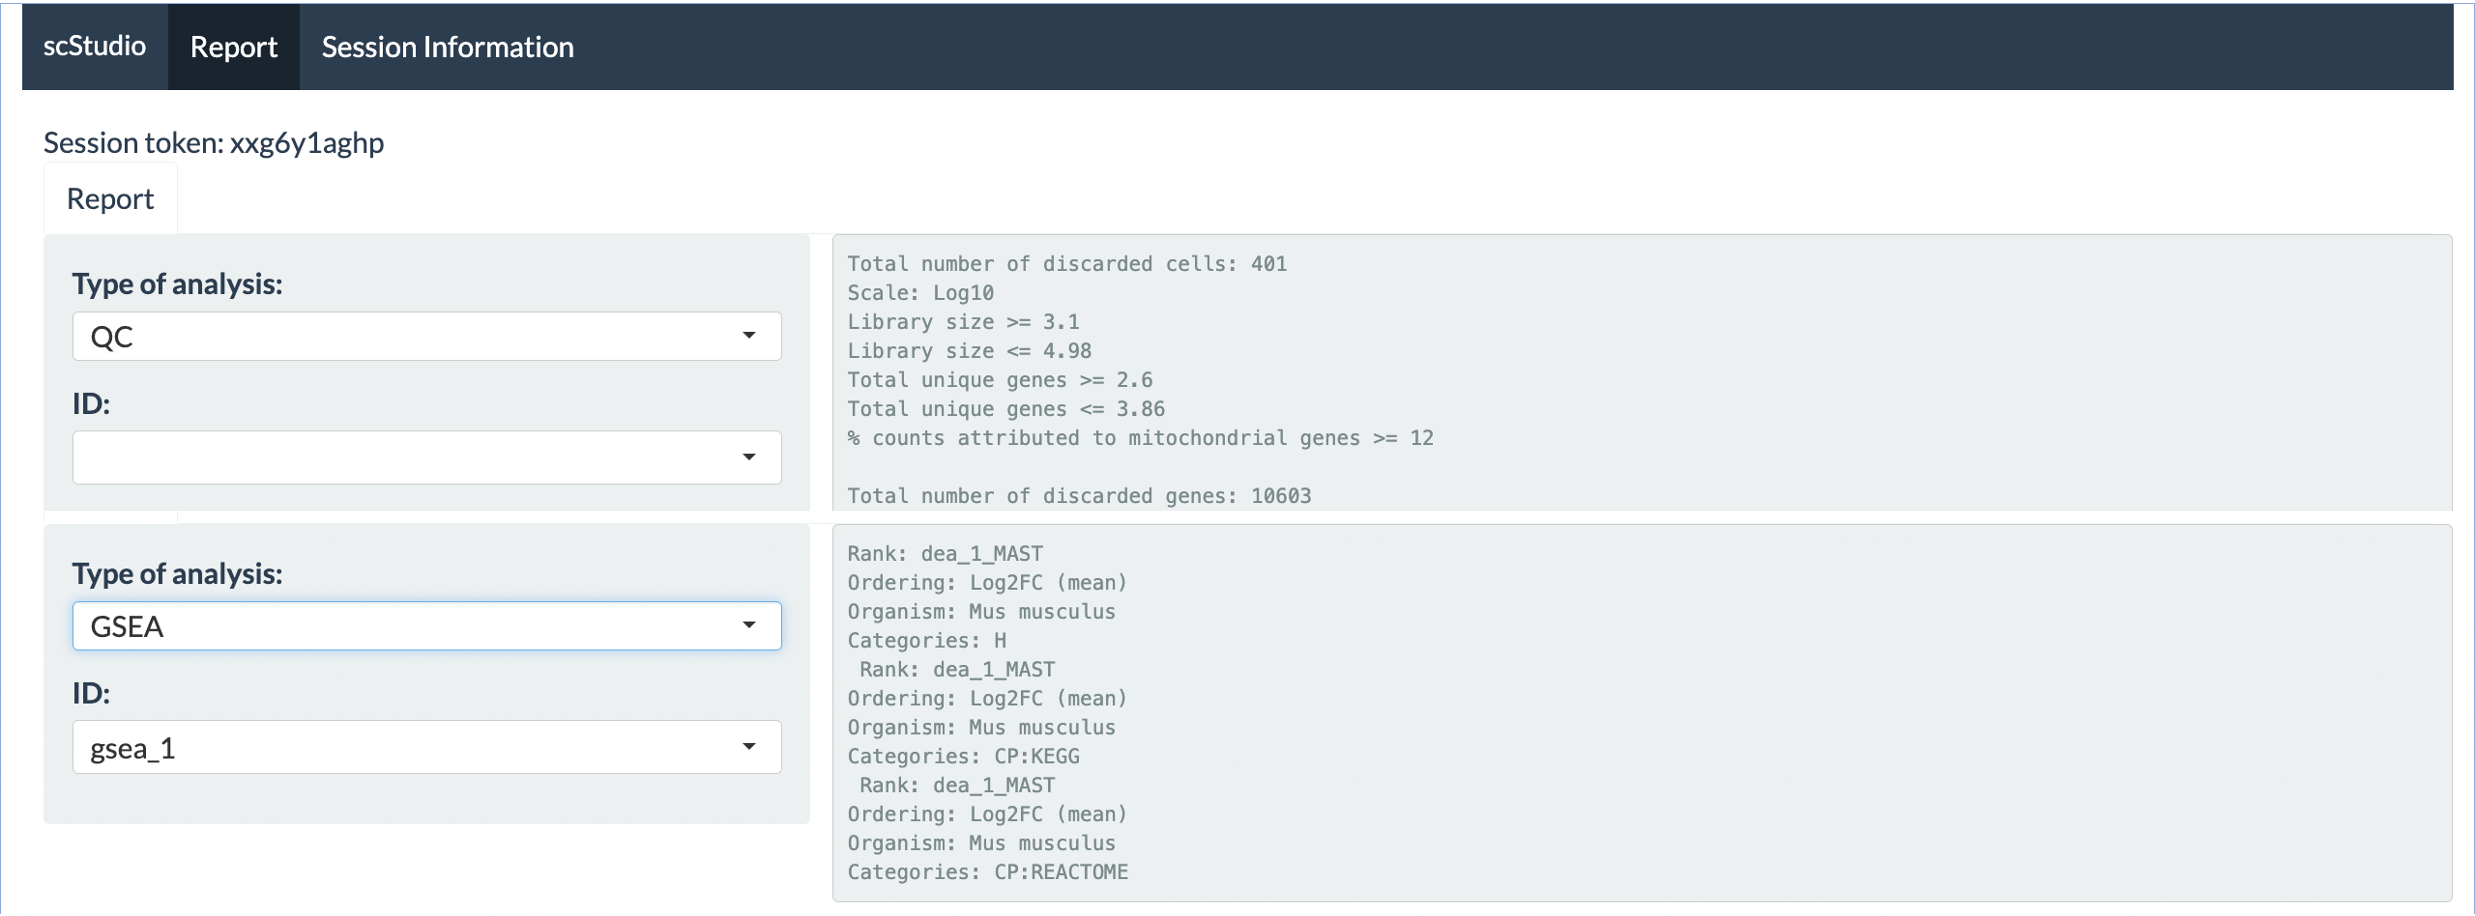 scStudio Report Session Information
Session token: xxg6y1aghp
Report
Type of analysis:
QC
ID:
Total number of discarded cells: 401
Scale: Log10
Library size >= 3.1
Library size <= 4.98
Total unique genes >= 2.6
Total unique genes <= 3.86
% counts attributed to mitochondrial genes >= 12
Total number of discarded genes: 10603
Type of analysis:
GSEA
ID:
gsea_1
Rank: dea_1_MAST
Ordering: Log2FC (mean)
Organism: Mus musculus
Categories: H
Rank: dea_1_MAST
Ordering: Log2FC (mean)
Organism: Mus musculus
Categories: CP:KEGG
Rank: dea_1_MAST
Ordering: Log2FC (mean)
Organism: Mus musculus
Categories: CP:REACTOME